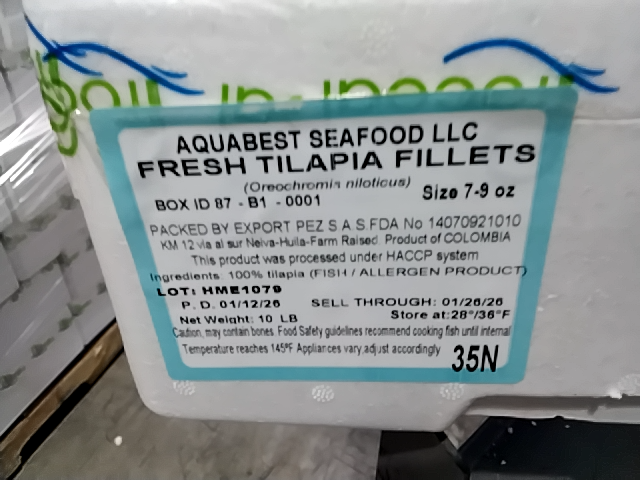 AQUABEST SEAFOOD LLC
FRESH TILAPIA FILLETS
(Oreochromis niloticus)
Size 7-9 oz
BOX ID 87 - B1 - 0001
PACKED BY EXPORT PEZ S A S.FDA No 14070921010
KM 12 via al sur Neiva-Huila-Farm Raised Product of COLOMBIA
This product was processed under HACCP system
Ingredients: 100% tilapia (FISH / ALLERGEN PRODUCT)
LOT: HME1079
P. D. 01/12/26 SELL THROUGH: 01/26/26
Net Weight: 10 LB Store at:28°/36°F
Caution, may contain bones. Food Safety guidelines recommend cooking fish until internal
Temperature reaches 145ºF Appliances vary,adjust accordingly
35N